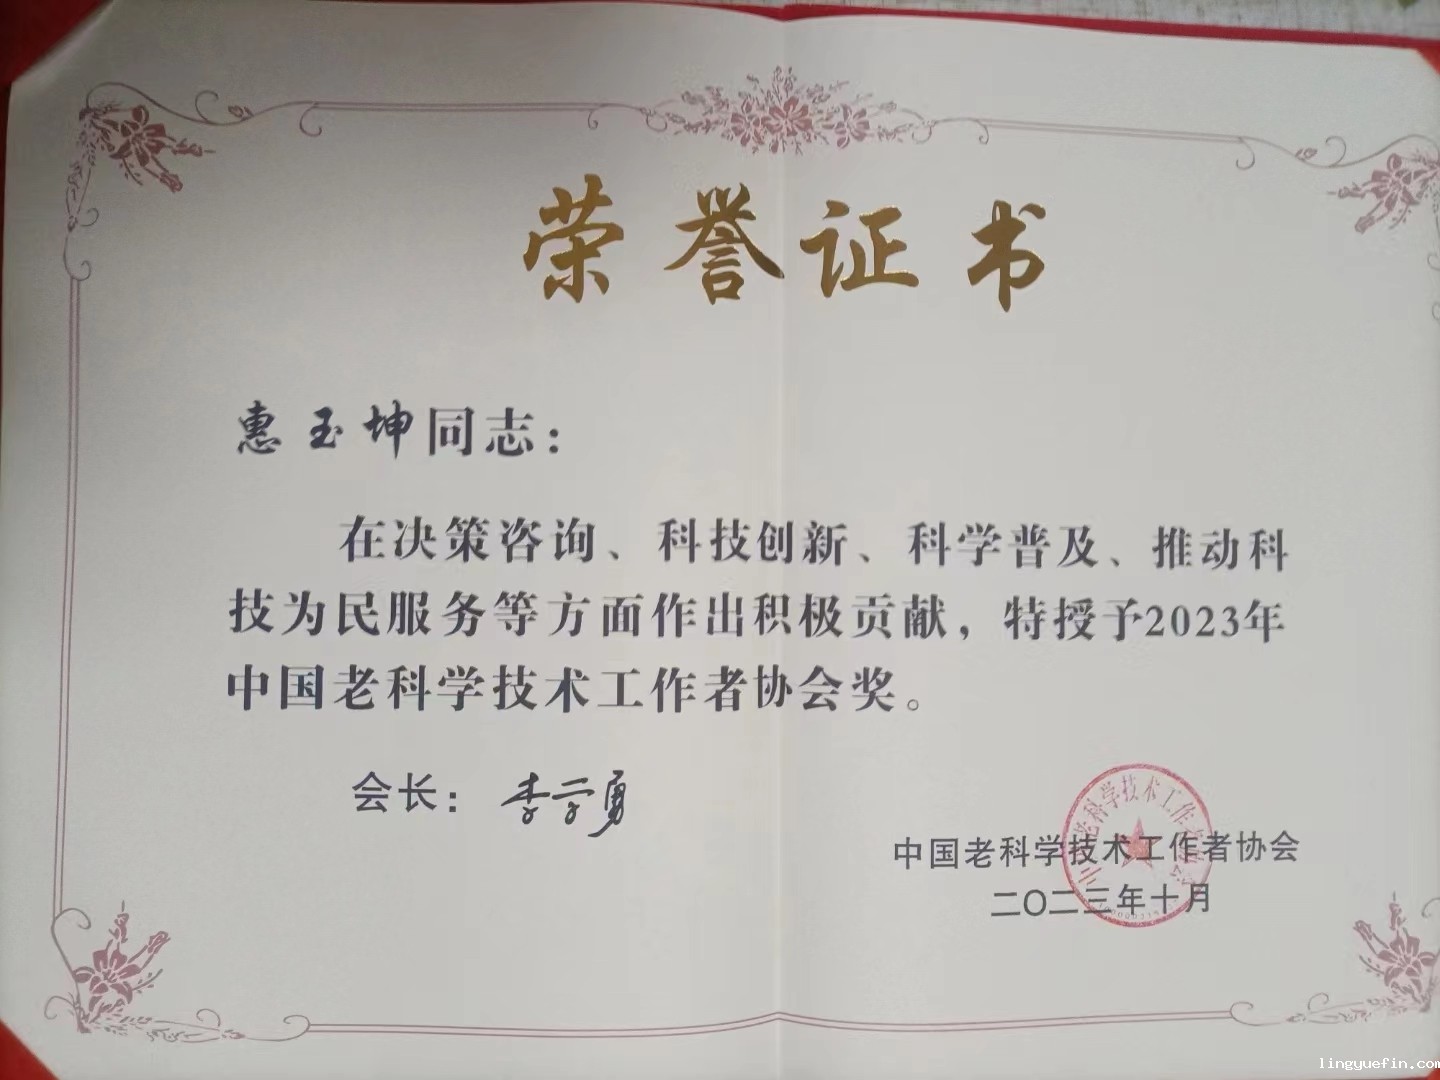 荣誉证书
惠玉坤同志：
在决策咨询、科技创新、科学普及、推动科
技为民服务等方面作出积极贡献，特授予2023年
中国老科学技术工作者协会奖。
会长：李学勇
中国老科学技术工作者协会
二〇二三年十月
lingyuefin.com